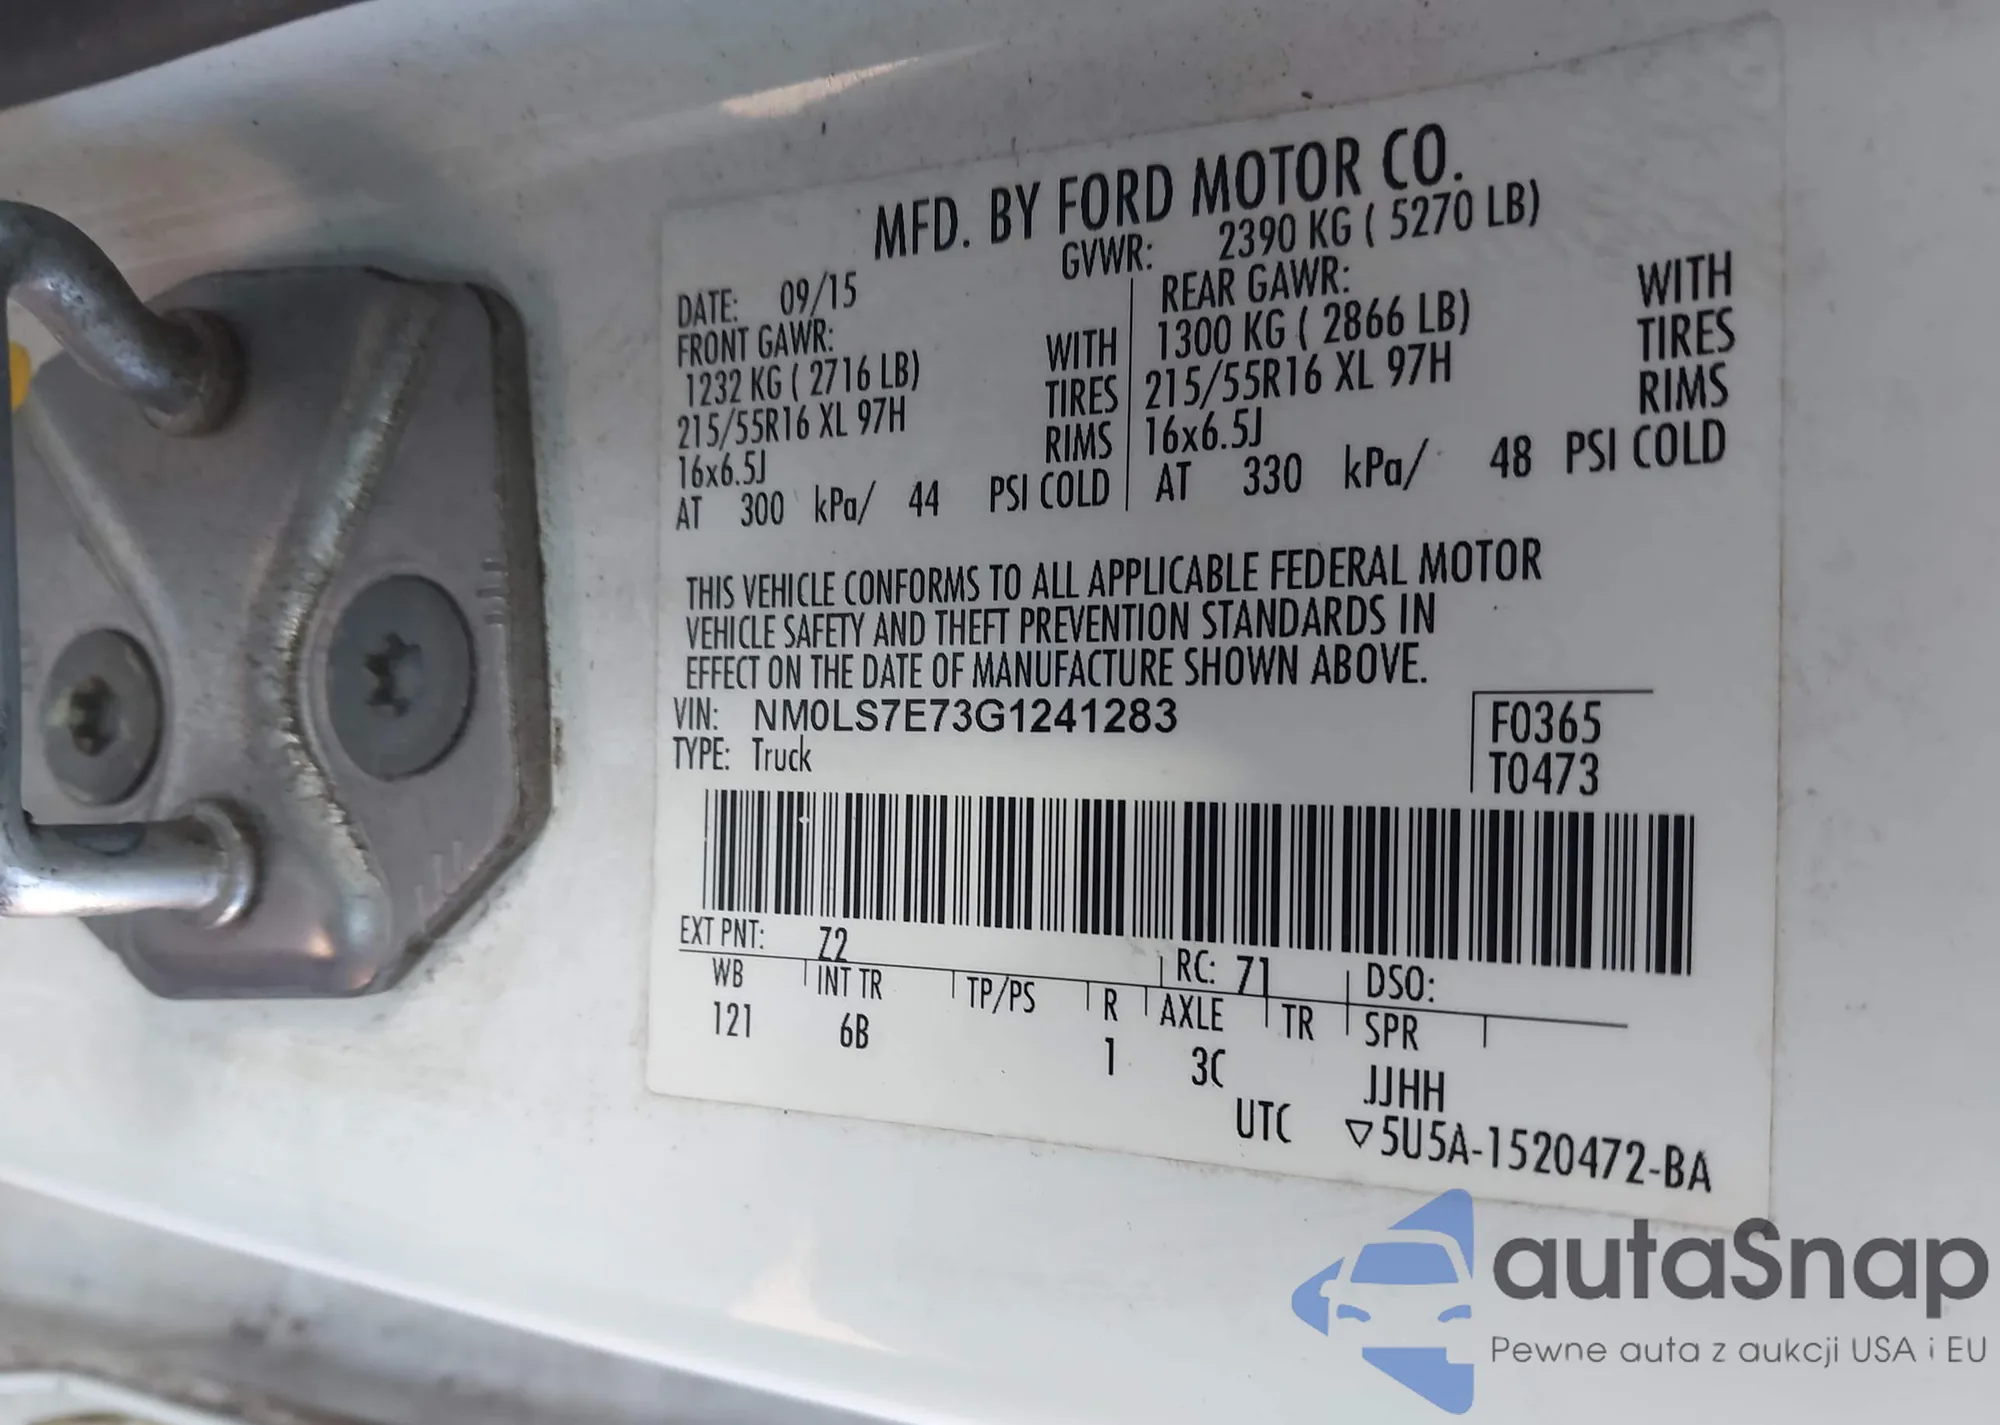 MFD. BY FORD MOTOR CO.
DATE: 09/15 GVWR: 2390 KG ( 5270 LB)
FRONT GAWR: REAR GAWR:
1232 KG ( 2716 LB) WITH 1300 KG ( 2866 LB) WITH
215/55R16 XL 97H TIRES 215/55R16 XL 97H TIRES
16x6.5J RIMS 16x6.5J RIMS
AT 300 kPa/ 44 PSI COLD AT 330 kPa/ 48 PSI COLD
THIS VEHICLE CONFORMS TO ALL APPLICABLE FEDERAL MOTOR
VEHICLE SAFETY AND THEFT PREVENTION STANDARDS IN
EFFECT ON THE DATE OF MANUFACTURE SHOWN ABOVE.
VIN: NM0LS7E73G1241283 F0365
TYPE: Truck T0473
EXT PNT: Z2 RC: 71 DSO:
WB INT TR TP/PS R AXLE TR SPR
121 6B 1 3C JJHH
UTC ▽5U5A-1520472-BA
autaSnap
Pewne auta z aukcji USA i EU